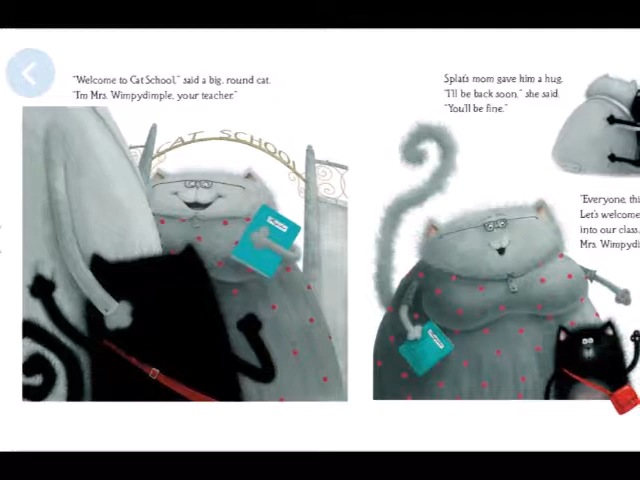 "Welcome to Cat School," said a big, round cat.
"I'm Mrs. Wimpydimple, your teacher."
CAT SCHOOL
Splat's mom gave him a hug.
"I'll be back soon," she said.
"You'll be fine."
"Everyone, thi
Let's welcome
into our class,
Mrs. Wimpydi